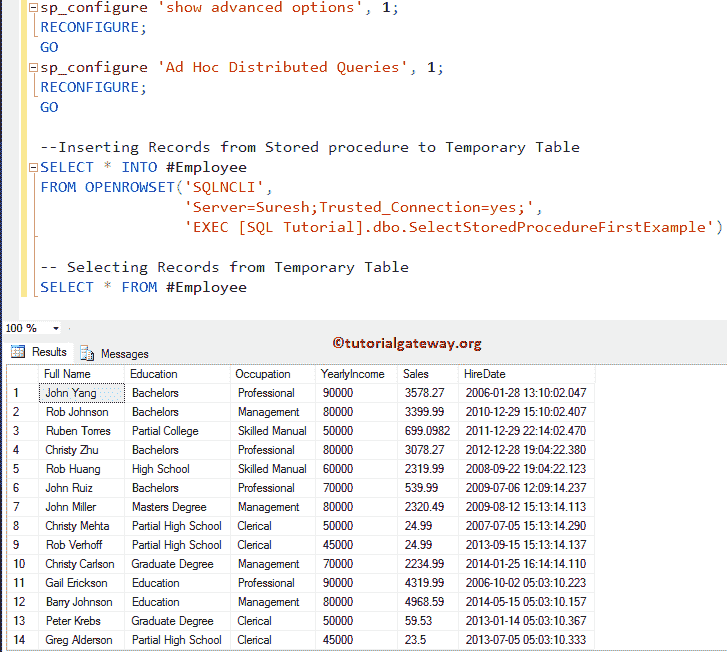 sp_configure 'show advanced options', 1;
RECONFIGURE;
GO
sp_configure 'Ad Hoc Distributed Queries', 1;
RECONFIGURE;
GO
--Inserting Records from Stored procedure to Temporary Table
SELECT * INTO #Employee
FROM OPENROWSET('SQLNCLI',
'Server=Suresh;Trusted_Connection=yes;',
'EXEC [SQL Tutorial].dbo.SelectStoredProcedureFirstExample')
-- Selecting Records from Temporary Table
SELECT * FROM #Employee
100 %
©tutorialgateway.org
Results Messages
Full Name Education Occupation YearlyIncome Sales HireDate
1 John Yang Bachelors Professional 90000 3578.27 2006-01-28 13:10:02.047
2 Rob Johnson Bachelors Management 80000 3399.99 2010-12-29 15:10:02.407
3 Ruben Torres Partial College Skilled Manual 50000 699.0982 2011-12-29 22:14:02.470
4 Christy Zhu Bachelors Professional 80000 3078.27 2012-12-28 19:04:22.380
5 Rob Huang High School Skilled Manual 60000 2319.99 2008-09-22 19:04:22.123
6 John Ruiz Bachelors Professional 70000 539.99 2009-07-06 12:09:14.237
7 John Miller Masters Degree Management 80000 2320.49 2009-08-12 15:13:14.113
8 Christy Mehta Partial High School Clerical 50000 24.99 2007-07-05 15:13:14.290
9 Rob Verhoff Partial High School Clerical 45000 24.99 2013-09-15 15:13:14.137
10 Christy Carlson Graduate Degree Management 70000 2234.99 2014-01-25 16:14:14.110
11 Gail Erickson Education Professional 90000 4319.99 2006-10-02 05:03:10.223
12 Barry Johnson Education Management 80000 4968.59 2014-05-15 05:03:10.157
13 Peter Krebs Graduate Degree Clerical 50000 59.53 2013-01-14 05:03:10.367
14 Greg Alderson Partial High School Clerical 45000 23.5 2013-07-05 05:03:10.333